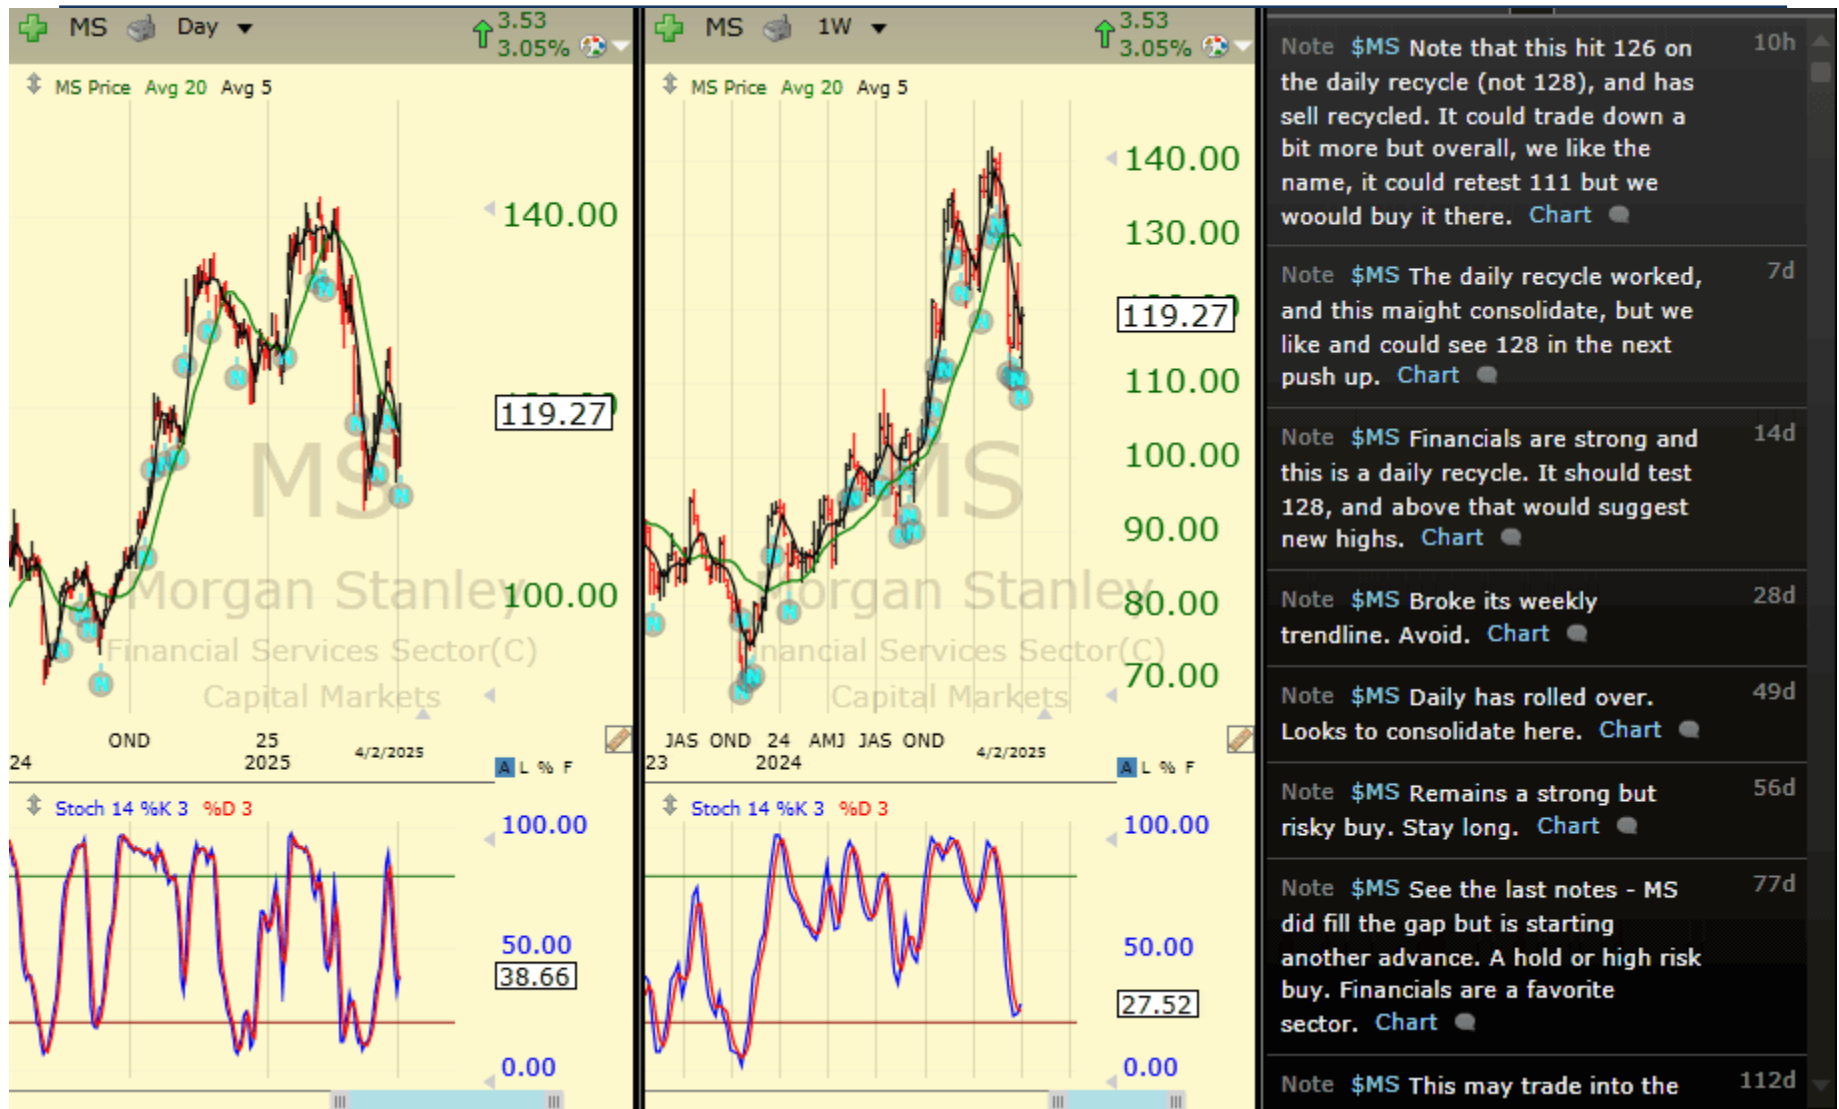 MS Day 3.53
3.05%
MS Price Avg 20 Avg 5
140.00
119.27
100.00
MS
Morgan Stanley
Financial Services Sector(C)
Capital Markets
OND 25 4/2/2025
24 2025
A L % F
Stoch 14 %K 3 %D 3
100.00
50.00
38.66
0.00
MS 1W 3.53
3.05%
MS Price Avg 20 Avg 5
140.00
130.00
119.27
110.00
100.00
90.00
80.00
70.00
MS
Morgan Stanley
Financial Services Sector(C)
Capital Markets
JAS OND 24 AMJ JAS OND 4/2/2025
23 2024
A L % F
Stoch 14 %K 3 %D 3
100.00
50.00
27.52
0.00
Note $MS Note that this hit 126 on 10h
the daily recycle (not 128), and has
sell recycled. It could trade down a
bit more but overall, we like the
name, it could retest 111 but we
woould buy it there. Chart
Note $MS The daily recycle worked, 7d
and this maight consolidate, but we
like and could see 128 in the next
push up. Chart
Note $MS Financials are strong and 14d
this is a daily recycle. It should test
128, and above that would suggest
new highs. Chart
Note $MS Broke its weekly 28d
trendline. Avoid. Chart
Note $MS Daily has rolled over. 49d
Looks to consolidate here. Chart
Note $MS Remains a strong but 56d
risky buy. Stay long. Chart
Note $MS See the last notes - MS 77d
did fill the gap but is starting
another advance. A hold or high risk
buy. Financials are a favorite
sector. Chart
Note $MS This may trade into the 112d